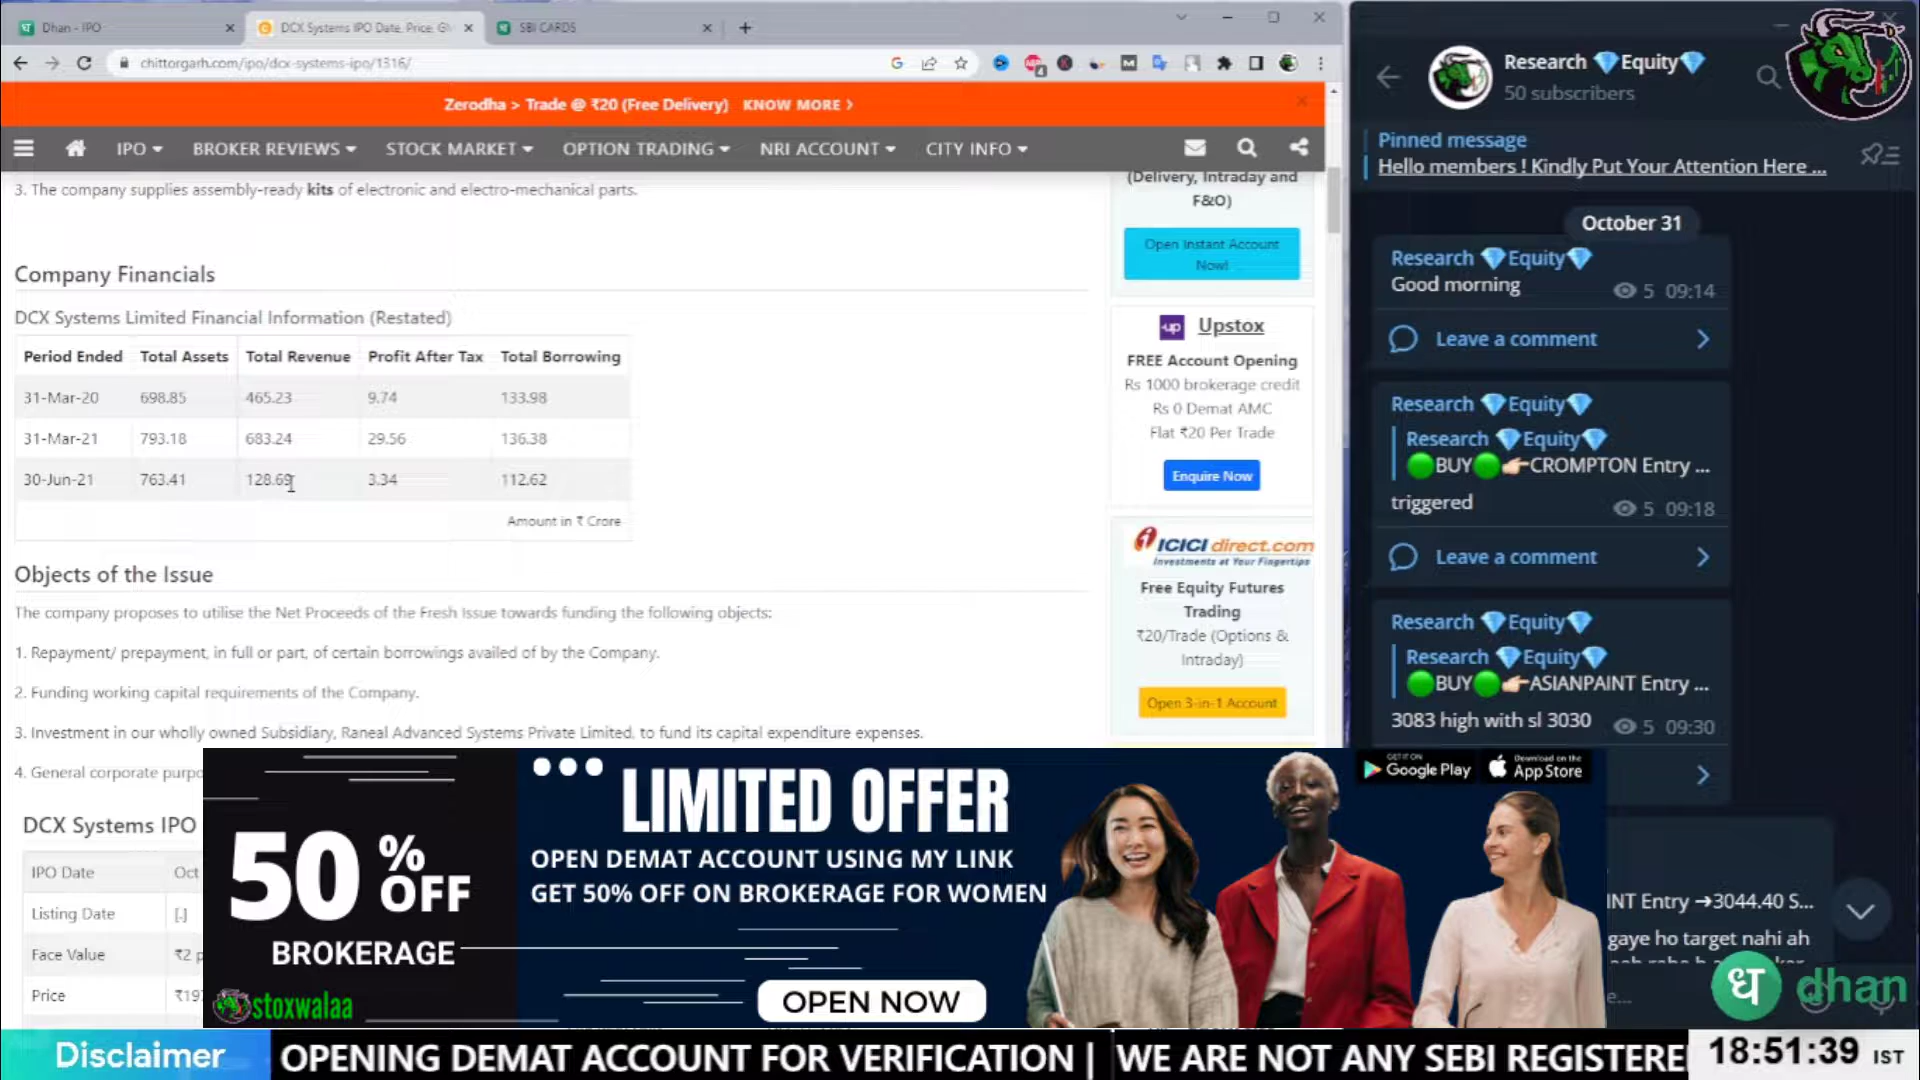 Dhan - IPO
DCX Systems IPO Date, Price, GM
SBI CARDS
chittorgarh.com/ipo/dcx-systems-ipo/1316/
Zerodha > Trade @ ₹20 (Free Delivery) KNOW MORE
IPO
BROKER REVIEWS
STOCK MARKET
OPTION TRADING
NRI ACCOUNT
CITY INFO
3. The company supplies assembly-ready kits of electronic and electro-mechanical parts.
Company Financials
DCX Systems Limited Financial Information (Restated)
Period Ended Total Assets Total Revenue Profit After Tax Total Borrowing
31-Mar-20 698.85 465.23 9.74 133.98
31-Mar-21 793.18 683.24 29.56 136.38
30-Jun-21 763.41 128.69 3.34 112.62
Amount in ₹ Crore
Objects of the Issue
The company proposes to utilise the Net Proceeds of the Fresh Issue towards funding the following objects:
1. Repayment/ prepayment, in full or part, of certain borrowings availed of by the Company.
2. Funding working capital requirements of the Company.
3. Investment in our wholly owned Subsidiary, Raneal Advanced Systems Private Limited, to fund its capital expenditure expenses.
4. General corporate purpo
DCX Systems IPO
IPO Date Oct
Listing Date [.]
Face Value ₹2 p
Price ₹197
(Delivery, Intraday and
F&O)
Open Instant Account
Now!
up Upstox
FREE Account Opening
Rs 1000 brokerage credit
Rs 0 Demat AMC
Flat ₹20 Per Trade
Enquire Now
ICICI direct.com
Investments at Your Fingertips
Free Equity Futures
Trading
₹20/Trade (Options &
Intraday)
Open 3-in-1 Account
Research 💎Equity💎
50 subscribers
Pinned message
Hello members ! Kindly Put Your Attention Here ...
October 31
Research 💎Equity💎
Good morning
5 09:14
Leave a comment
Research 💎Equity💎
Research 💎Equity💎
🟢BUY🟢👉CROMPTON Entry ...
triggered
5 09:18
Leave a comment
Research 💎Equity💎
Research 💎Equity💎
🟢BUY🟢👉ASIANPAINT Entry ...
3083 high with sl 3030
5 09:30
INT Entry →3044.40 S...
gaye ho target nahi ah
50 % OFF
BROKERAGE
stoxwalaa
LIMITED OFFER
OPEN DEMAT ACCOUNT USING MY LINK
GET 50% OFF ON BROKERAGE FOR WOMEN
OPEN NOW
GET IT ON
Google Play
Download on the
App Store
ध dhan
Disclaimer
OPENING DEMAT ACCOUNT FOR VERIFICATION | WE ARE NOT ANY SEBI REGISTERE
18:51:39 IST